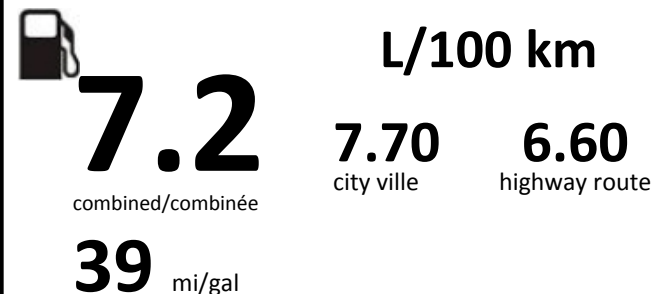 L/100 km
7.2
combined/combinée
7.70
city ville
6.60
highway route
39 mi/gal